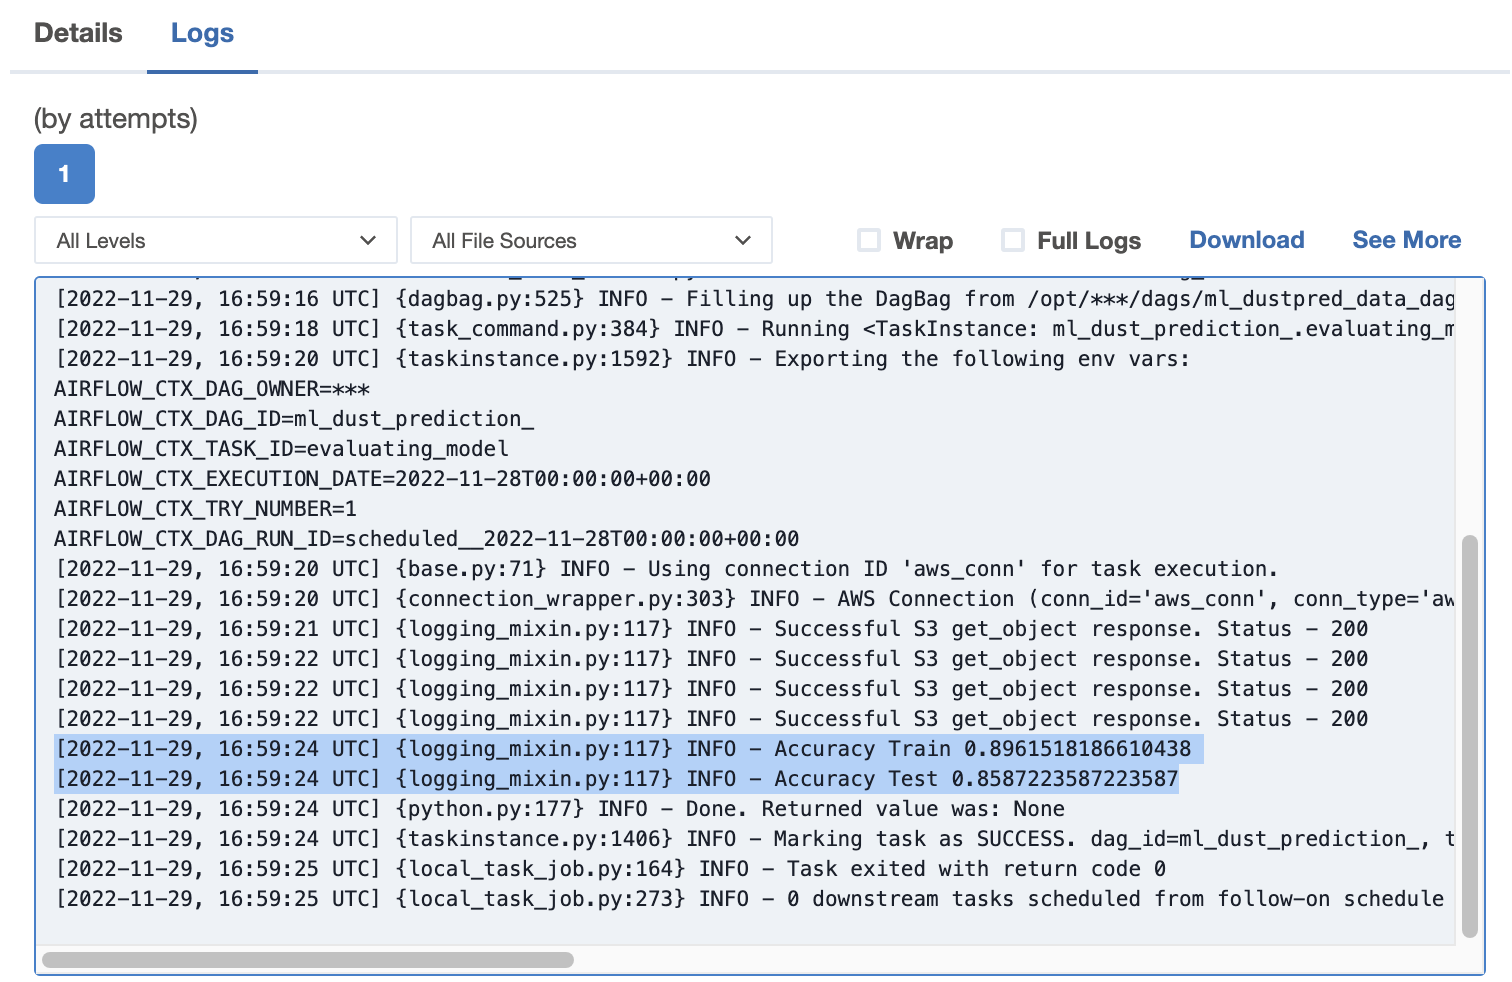 Details Logs
(by attempts)
1
All Levels All File Sources Wrap Full Logs Download See More
[2022-11-29, 16:59:16 UTC] {dagbag.py:525} INFO - Filling up the DagBag from /opt/***/dags/ml_dustpred_data_dag
[2022-11-29, 16:59:18 UTC] {task_command.py:384} INFO - Running <TaskInstance: ml_dust_prediction_.evaluating_m
[2022-11-29, 16:59:20 UTC] {taskinstance.py:1592} INFO - Exporting the following env vars:
AIRFLOW_CTX_DAG_OWNER=***
AIRFLOW_CTX_DAG_ID=ml_dust_prediction_
AIRFLOW_CTX_TASK_ID=evaluating_model
AIRFLOW_CTX_EXECUTION_DATE=2022-11-28T00:00:00+00:00
AIRFLOW_CTX_TRY_NUMBER=1
AIRFLOW_CTX_DAG_RUN_ID=scheduled__2022-11-28T00:00:00+00:00
[2022-11-29, 16:59:20 UTC] {base.py:71} INFO - Using connection ID 'aws_conn' for task execution.
[2022-11-29, 16:59:20 UTC] {connection_wrapper.py:303} INFO - AWS Connection (conn_id='aws_conn', conn_type='aw
[2022-11-29, 16:59:21 UTC] {logging_mixin.py:117} INFO - Successful S3 get_object response. Status - 200
[2022-11-29, 16:59:22 UTC] {logging_mixin.py:117} INFO - Successful S3 get_object response. Status - 200
[2022-11-29, 16:59:22 UTC] {logging_mixin.py:117} INFO - Successful S3 get_object response. Status - 200
[2022-11-29, 16:59:22 UTC] {logging_mixin.py:117} INFO - Successful S3 get_object response. Status - 200
[2022-11-29, 16:59:24 UTC] {logging_mixin.py:117} INFO - Accuracy Train 0.8961518186610438
[2022-11-29, 16:59:24 UTC] {logging_mixin.py:117} INFO - Accuracy Test 0.8587223587223587
[2022-11-29, 16:59:24 UTC] {python.py:177} INFO - Done. Returned value was: None
[2022-11-29, 16:59:24 UTC] {taskinstance.py:1406} INFO - Marking task as SUCCESS. dag_id=ml_dust_prediction_, t
[2022-11-29, 16:59:25 UTC] {local_task_job.py:164} INFO - Task exited with return code 0
[2022-11-29, 16:59:25 UTC] {local_task_job.py:273} INFO - 0 downstream tasks scheduled from follow-on schedule